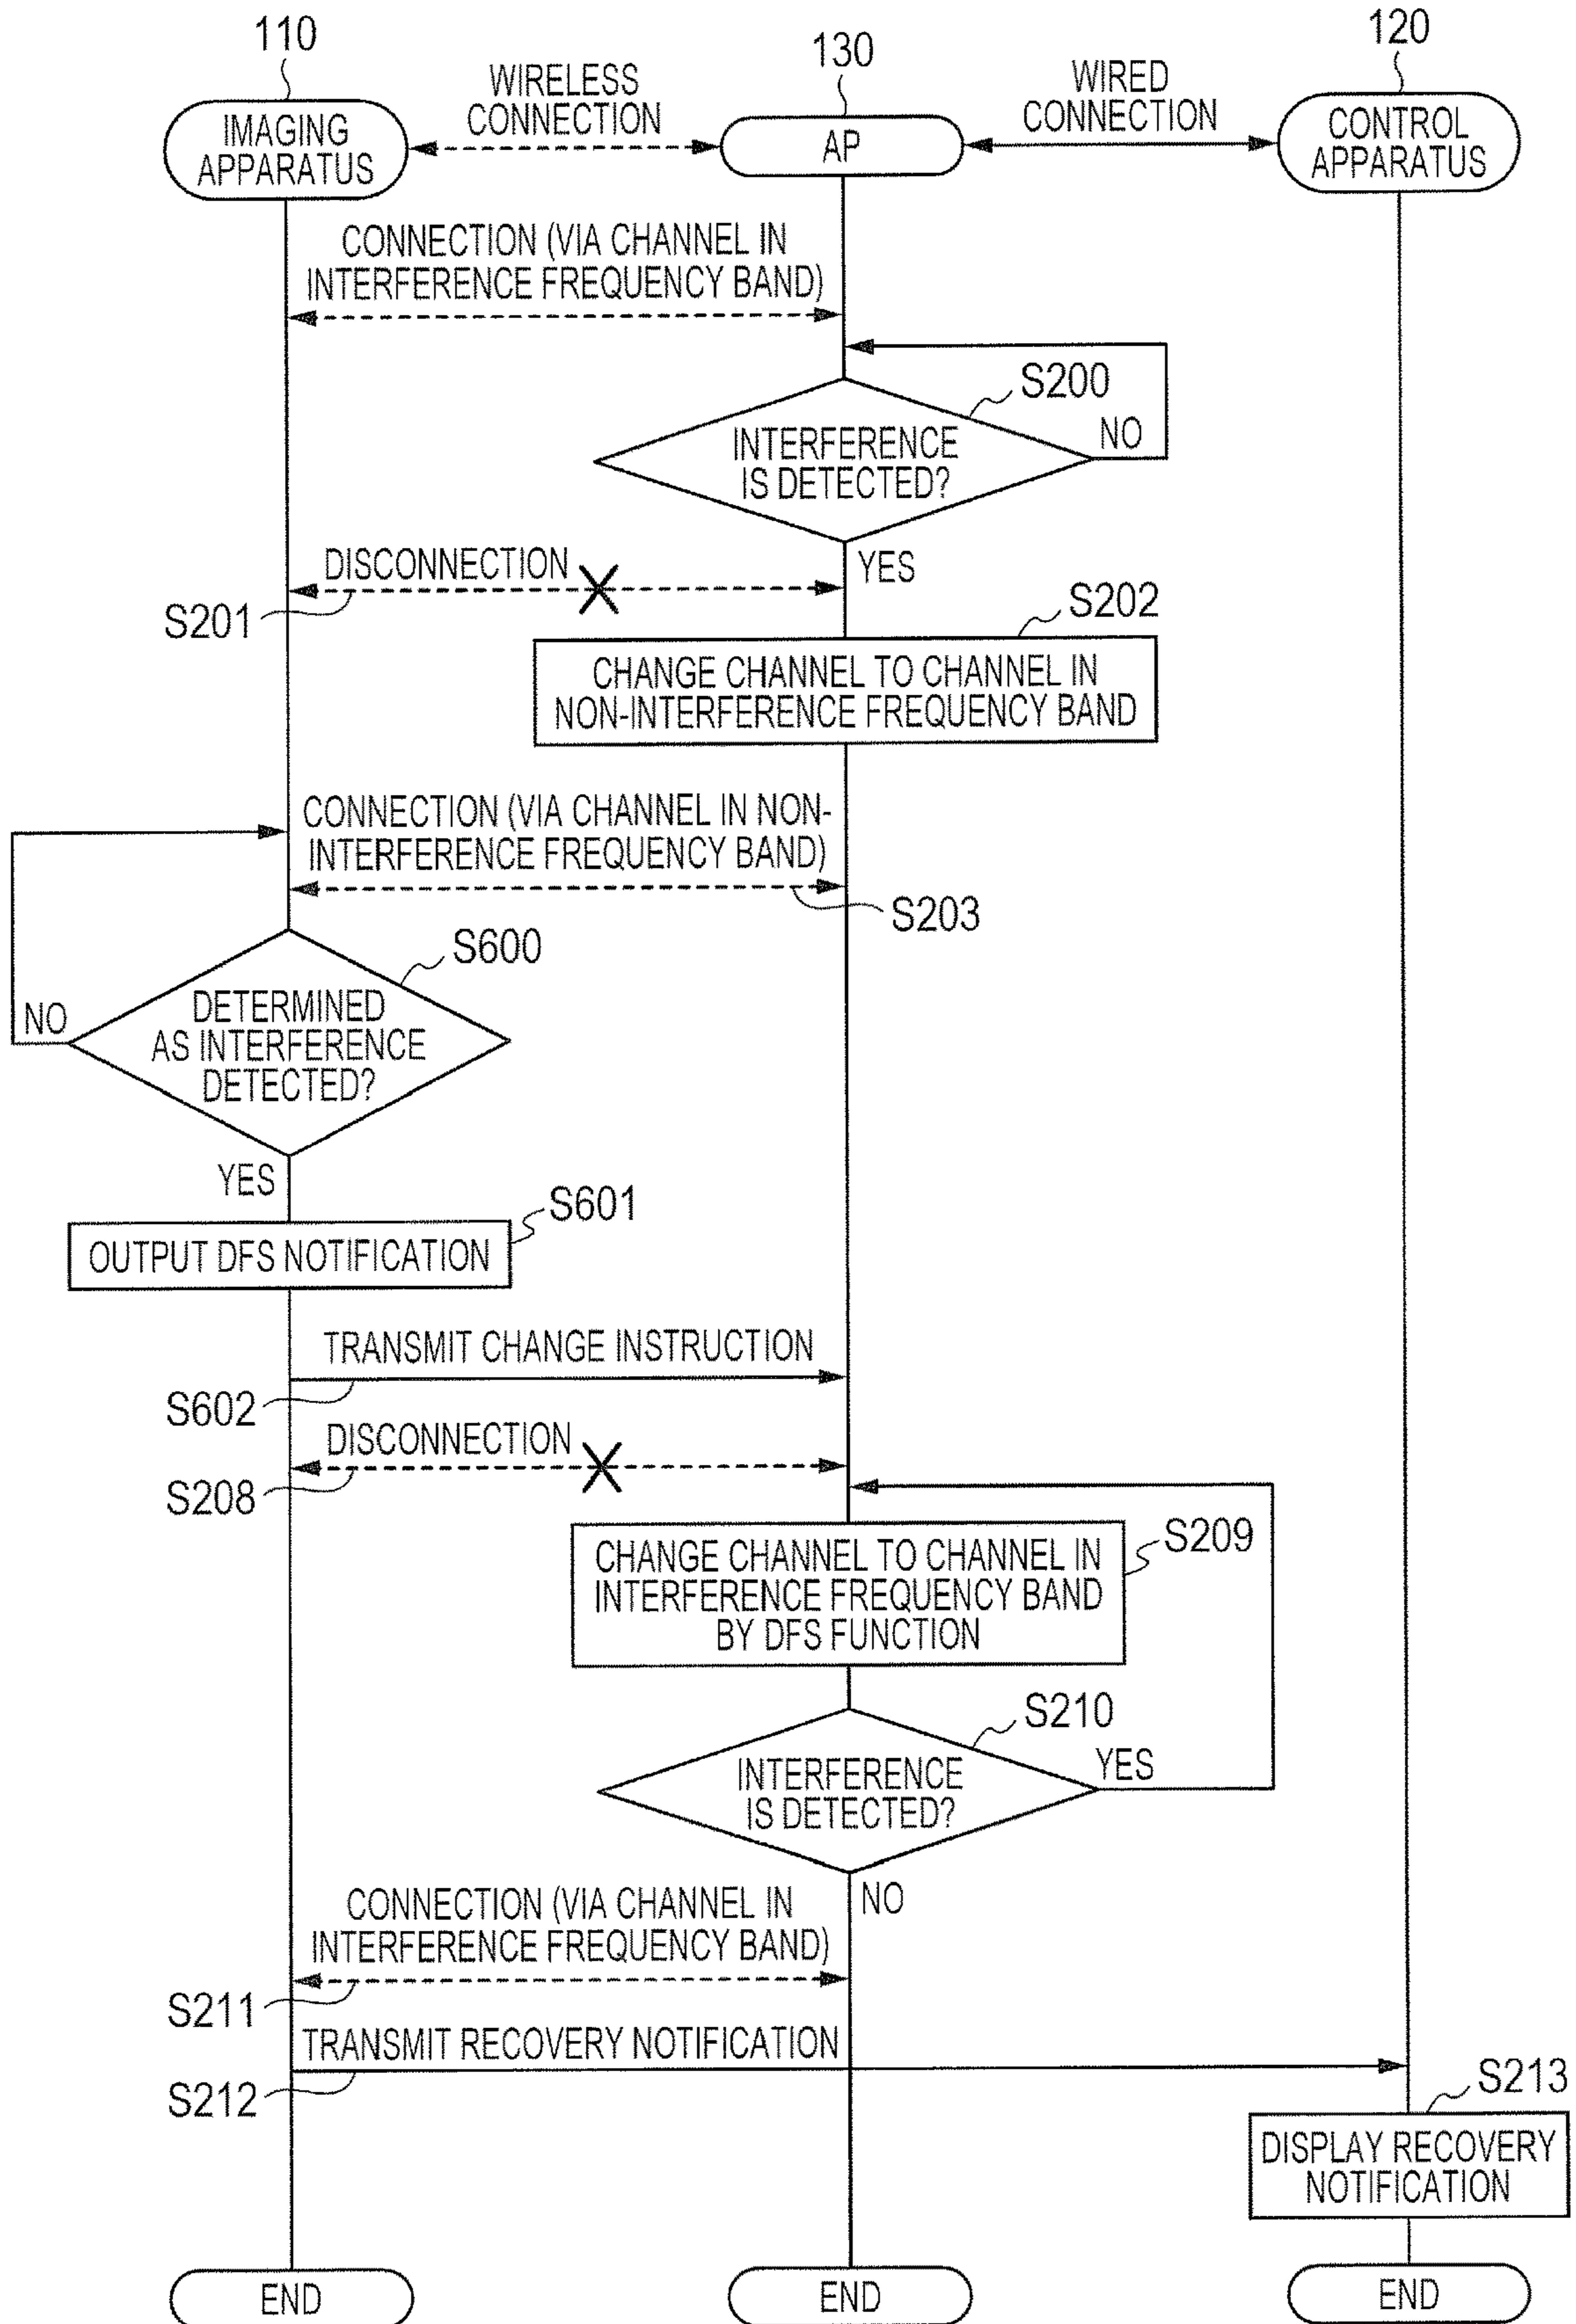 110
130
120
WIRELESS
CONNECTION
WIRED
CONNECTION
IMAGING
APPARATUS
AP
CONTROL
APPARATUS
CONNECTION (VIA CHANNEL IN
INTERFERENCE FREQUENCY BAND)
S200
INTERFERENCE
IS DETECTED?
NO
YES
DISCONNECTION
S201
S202
CHANGE CHANNEL TO CHANNEL IN
NON-INTERFERENCE FREQUENCY BAND
CONNECTION (VIA CHANNEL IN NON-
INTERFERENCE FREQUENCY BAND)
S203
S600
DETERMINED
AS INTERFERENCE
DETECTED?
NO
YES
S601
OUTPUT DFS NOTIFICATION
TRANSMIT CHANGE INSTRUCTION
S602
DISCONNECTION
S208
S209
CHANGE CHANNEL TO CHANNEL IN
INTERFERENCE FREQUENCY BAND
BY DFS FUNCTION
S210
INTERFERENCE
IS DETECTED?
YES
NO
CONNECTION (VIA CHANNEL IN
INTERFERENCE FREQUENCY BAND)
S211
TRANSMIT RECOVERY NOTIFICATION
S212
S213
DISPLAY RECOVERY
NOTIFICATION
END
END
END